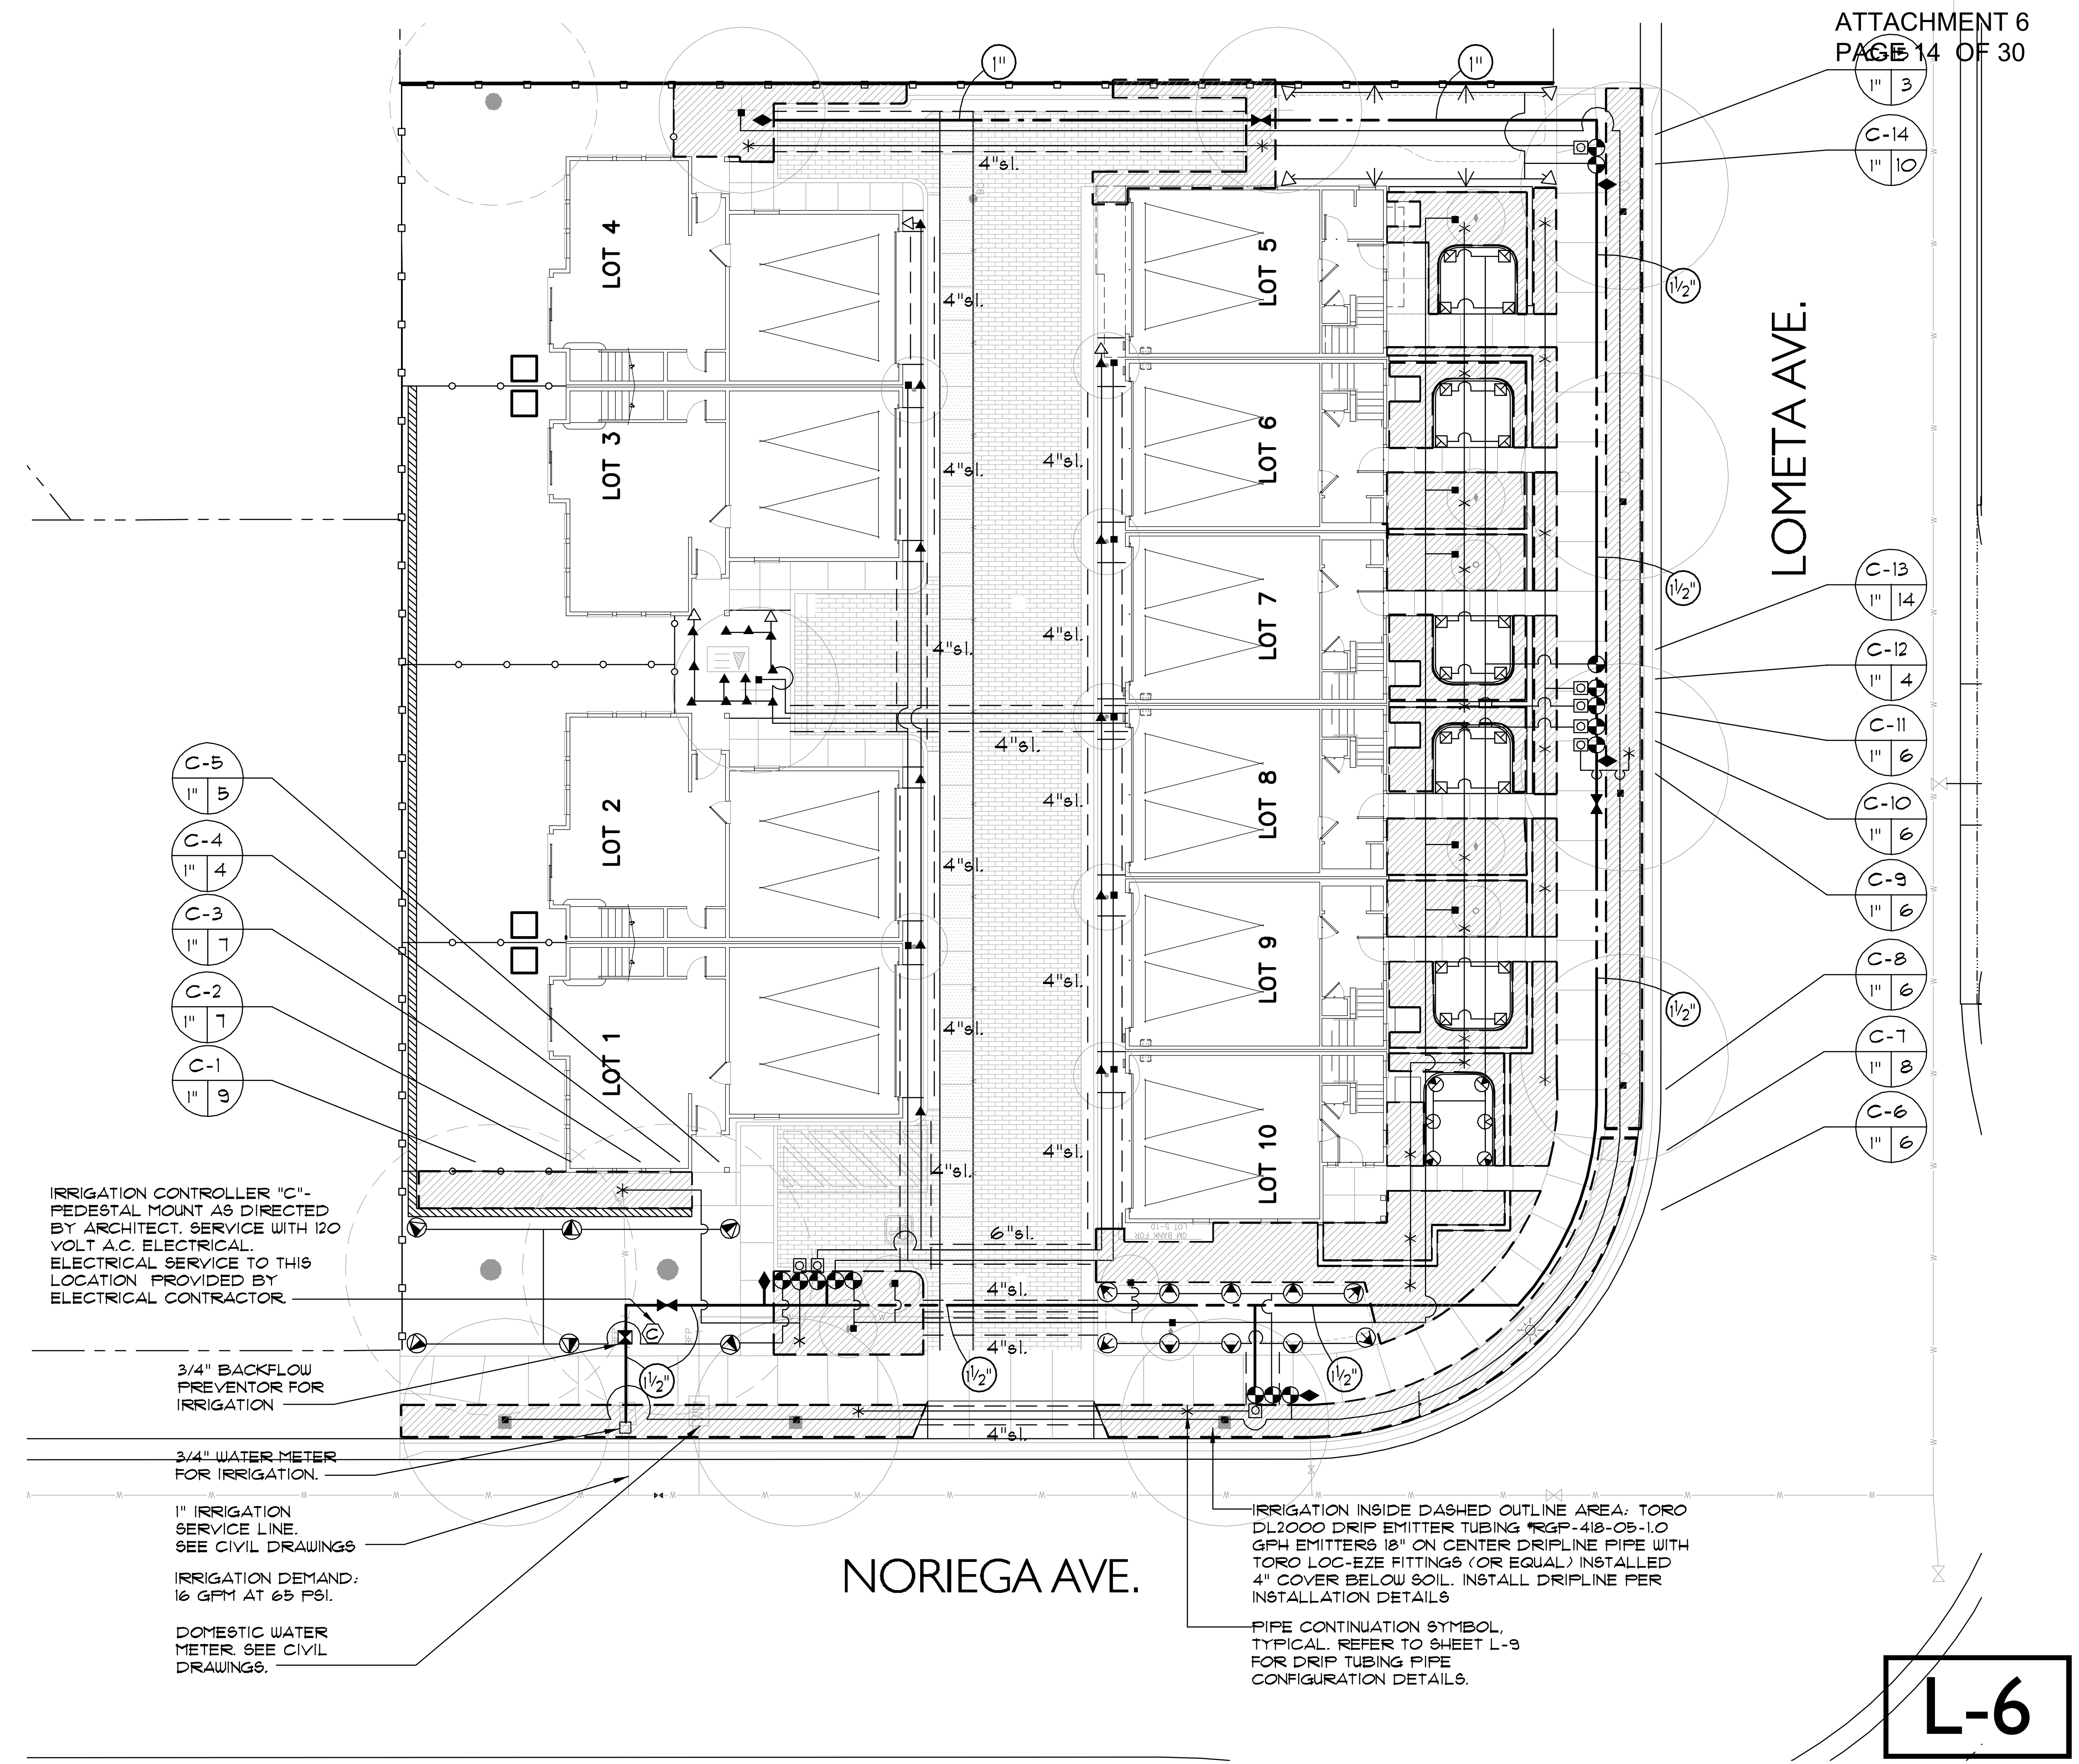 ATTACHMENT 6
PAGE 14 OF 30
1"
1"
1" 3
C-14
1" 10
4"sl.
LOT 4
LOT 5
4"sl.
1½"
LOMETA AVE.
LOT 3
LOT 6
4"sl.
4"sl.
1½"
C-13
1" 14
LOT 7
4"sl.
4"sl.
C-12
1" 4
C-11
1" 6
4"sl.
C-5
1" 5
LOT 2
LOT 8
4"sl.
C-10
1" 6
C-4
1" 4
4"sl.
C-9
1" 6
C-3
1" 7
LOT 9
4"sl.
C-8
1" 6
C-2
1" 7
4"sl.
1½"
C-1
1" 9
LOT 1
C-7
1" 8
C-6
1" 6
4"sl.
4"sl.
LOT 10
LOT 5-10
GM BANK FOR
IRRIGATION CONTROLLER "C"-
PEDESTAL MOUNT AS DIRECTED
BY ARCHITECT. SERVICE WITH 120
VOLT A.C. ELECTRICAL.
ELECTRICAL SERVICE TO THIS
LOCATION PROVIDED BY
ELECTRICAL CONTRACTOR.
C
6"sl.
4"sl.
4"sl.
BFP
3/4" BACKFLOW
PREVENTOR FOR
IRRIGATION
1½"
1½"
1½"
4"sl.
3/4" WATER METER
FOR IRRIGATION.
1" IRRIGATION
SERVICE LINE.
SEE CIVIL DRAWINGS
IRRIGATION DEMAND:
16 GPM AT 65 PSI.
DOMESTIC WATER
METER. SEE CIVIL
DRAWINGS.
NORIEGA AVE.
IRRIGATION INSIDE DASHED OUTLINE AREA: TORO
DL2000 DRIP EMITTER TUBING #RGP-418-05-1.0
GPH EMITTERS 18" ON CENTER DRIPLINE PIPE WITH
TORO LOC-EZE FITTINGS (OR EQUAL) INSTALLED
4" COVER BELOW SOIL. INSTALL DRIPLINE PER
INSTALLATION DETAILS
PIPE CONTINUATION SYMBOL,
TYPICAL. REFER TO SHEET L-9
FOR DRIP TUBING PIPE
CONFIGURATION DETAILS.
L-6